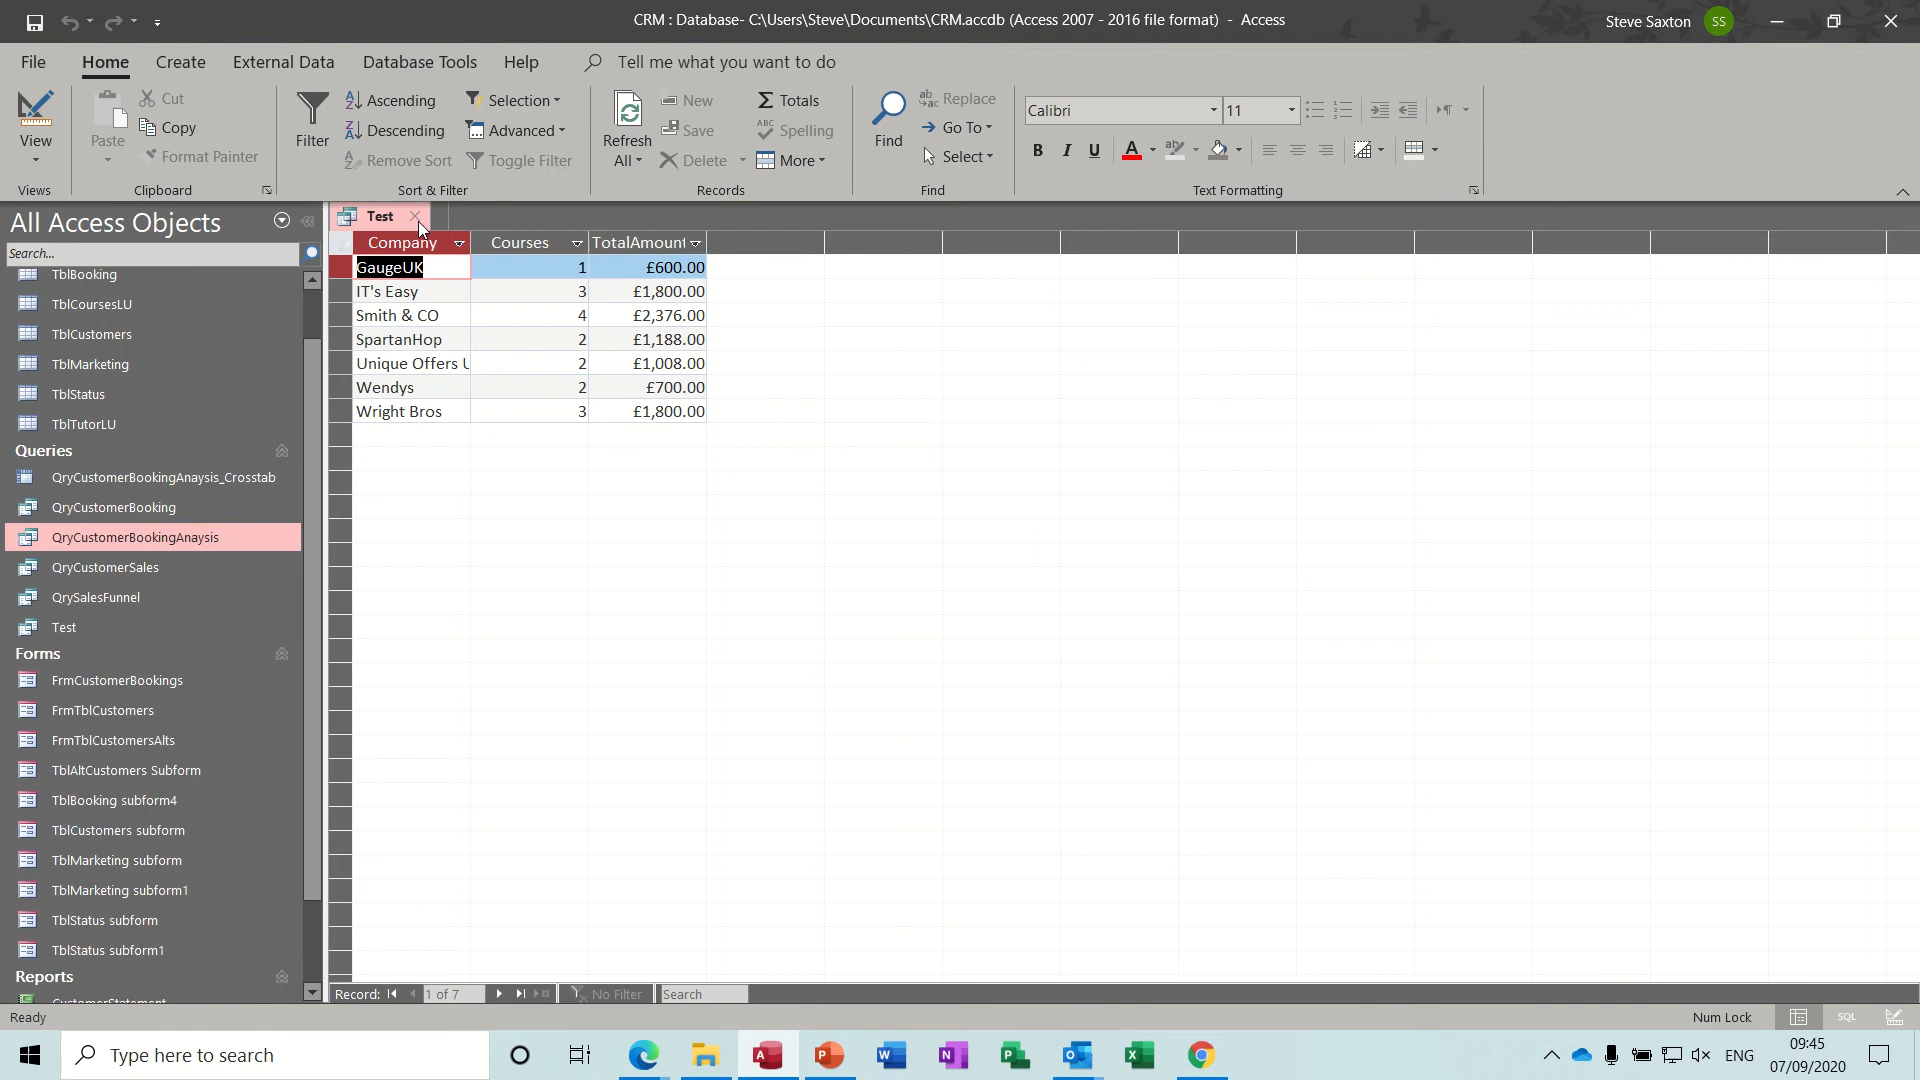 CRM : Database- C:\Users\Steve\Documents\CRM.accdb (Access 2007 - 2016 file format) - Access
Steve Saxton SS
File Home Create External Data Database Tools Help Tell me what you want to do
View
Views
Paste
Cut
Copy
Format Painter
Clipboard
Filter
Ascending
Descending
Remove Sort
Selection
Advanced
Toggle Filter
Sort & Filter
Refresh All
New
Save
Delete
Totals
Spelling
More
Records
Find
Replace
Go To
Select
Find
Calibri 11
B I U A
Text Formatting
All Access Objects
Search...
TblBooking
TblCoursesLU
TblCustomers
TblMarketing
TblStatus
TblTutorLU
Queries
QryCustomerBookingAnaysis_Crosstab
QryCustomerBooking
QryCustomerBookingAnaysis
QryCustomerSales
QrySalesFunnel
Test
Forms
FrmCustomerBookings
FrmTblCustomers
FrmTblCustomersAlts
TblAltCustomers Subform
TblBooking subform4
TblCustomers subform
TblMarketing subform
TblMarketing subform1
TblStatus subform
TblStatus subform1
Reports
CustomerStatement
Test
Company Courses TotalAmount
GaugeUK 1 £600.00
IT's Easy 3 £1,800.00
Smith & CO 4 £2,376.00
SpartanHop 2 £1,188.00
Unique Offers U 2 £1,008.00
Wendys 2 £700.00
Wright Bros 3 £1,800.00
Record: 1 of 7 No Filter Search
Ready
Num Lock SQL
Type here to search
ENG
09:45
07/09/2020